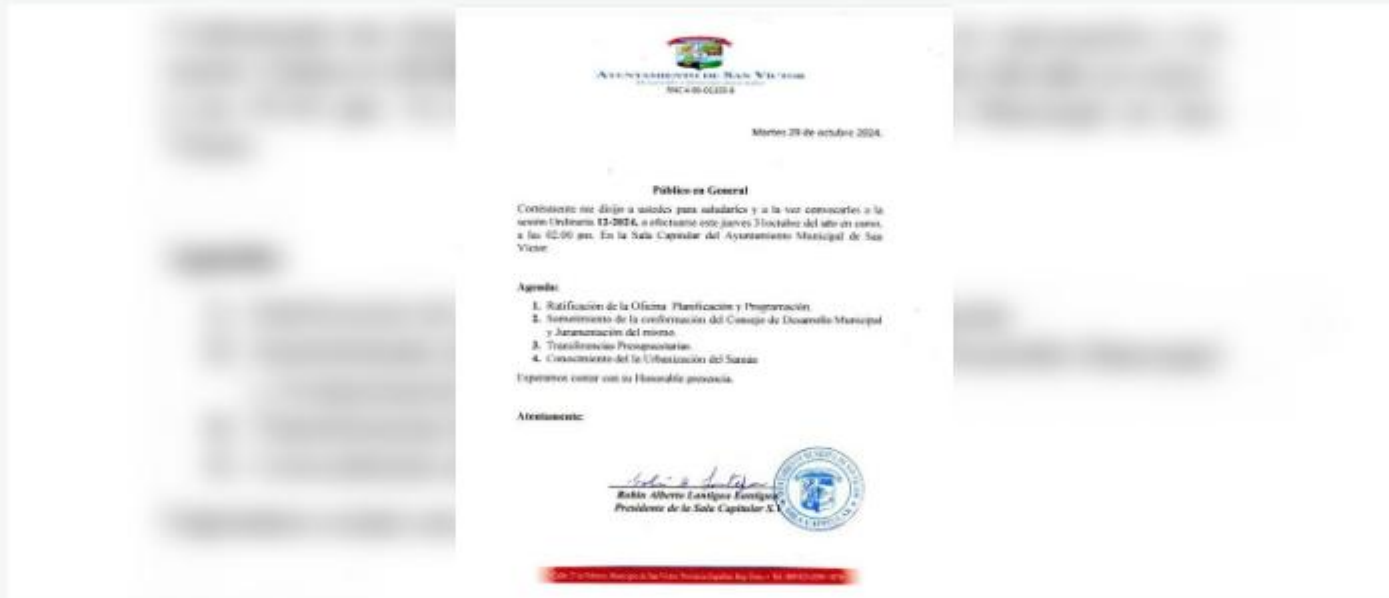 AYUNTAMIENTO DE SAN VICTOR
Martes 29 de octubre 2024.
Público en General
Cortésmente me dirijo a ustedes para saludarles y a la vez convocarles a la
sesión Ordinaria 12-2024, a efectuarse este jueves 31octubre del año en curso,
a las 02:00 pm. En la Sala Capitular del Ayuntamiento Municipal de San
Víctor.
Agenda:
1. Ratificación de la Oficina Planificación y Programación.
2. Sometimiento de la conformación del Consejo de Desarrollo Municipal
y Juramentación del mismo.
3. Transferencias Presupuestarias.
4. Conocimiento del la Urbanización del Samán
Esperamos contar con su Honorable presencia.
Atentamente:
Robin Alberto Lantigua
Presidente de la Sala Capitular S.